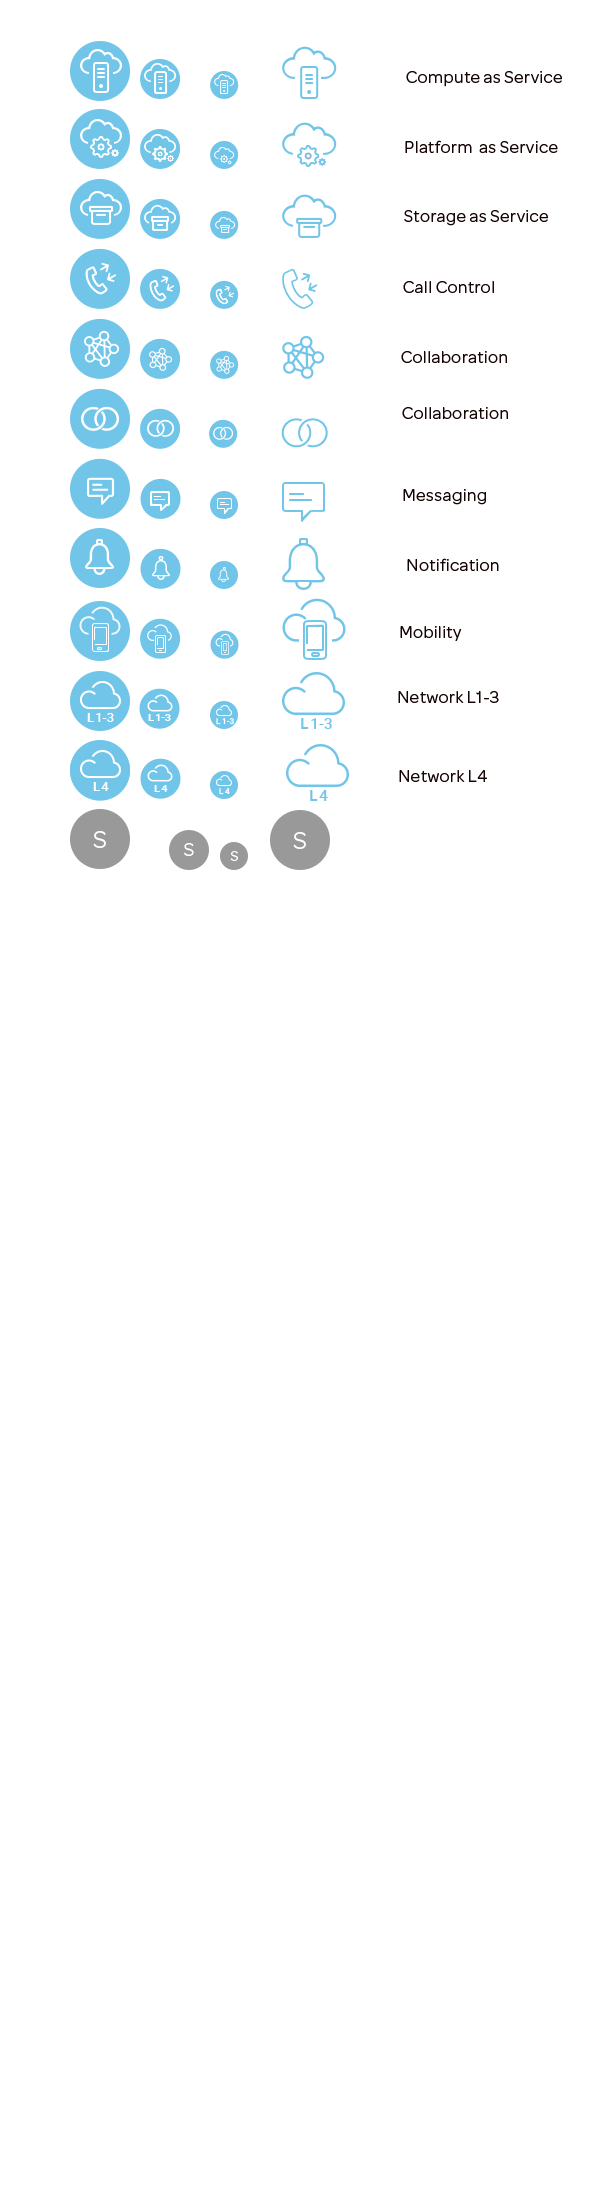 Compute as Service
Platform as Service
Storage as Service
Call Control
Collaboration
Collaboration
Messaging
Notification
Mobility
Network L1-3
L1-3 L1-3 L1-3 L1-3
Network L4
L4 L4 L4 L4
S S S S